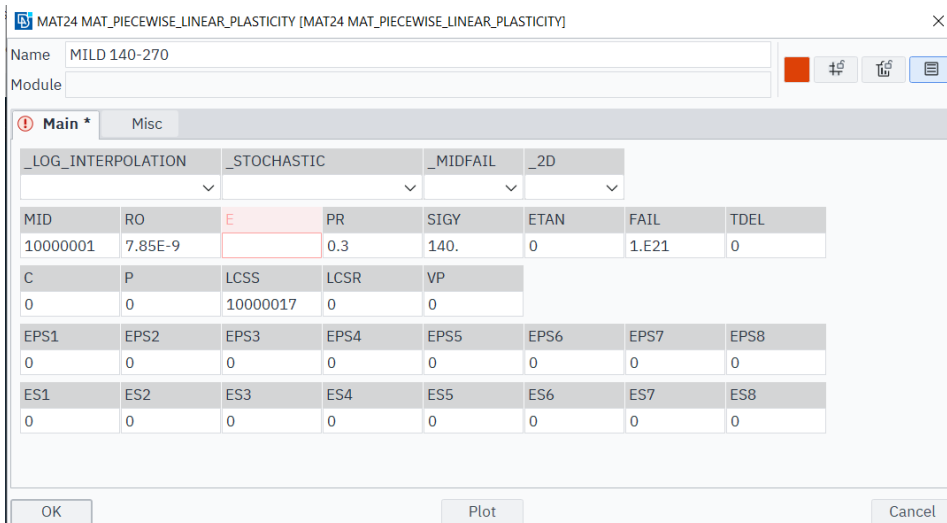 MAT24 MAT_PIECEWISE_LINEAR_PLASTICITY [MAT24 MAT_PIECEWISE_LINEAR_PLASTICITY]
Name MILD 140-270
Module
Main * Misc
_LOG_INTERPOLATION _STOCHASTIC _MIDFAIL _2D
MID RO E PR SIGY ETAN FAIL TDEL
10000001 7.85E-9 0.3 140. 0 1.E21 0
C P LCSS LCSR VP
0 0 10000017 0 0
EPS1 EPS2 EPS3 EPS4 EPS5 EPS6 EPS7 EPS8
0 0 0 0 0 0 0 0
ES1 ES2 ES3 ES4 ES5 ES6 ES7 ES8
0 0 0 0 0 0 0 0
OK Plot Cancel